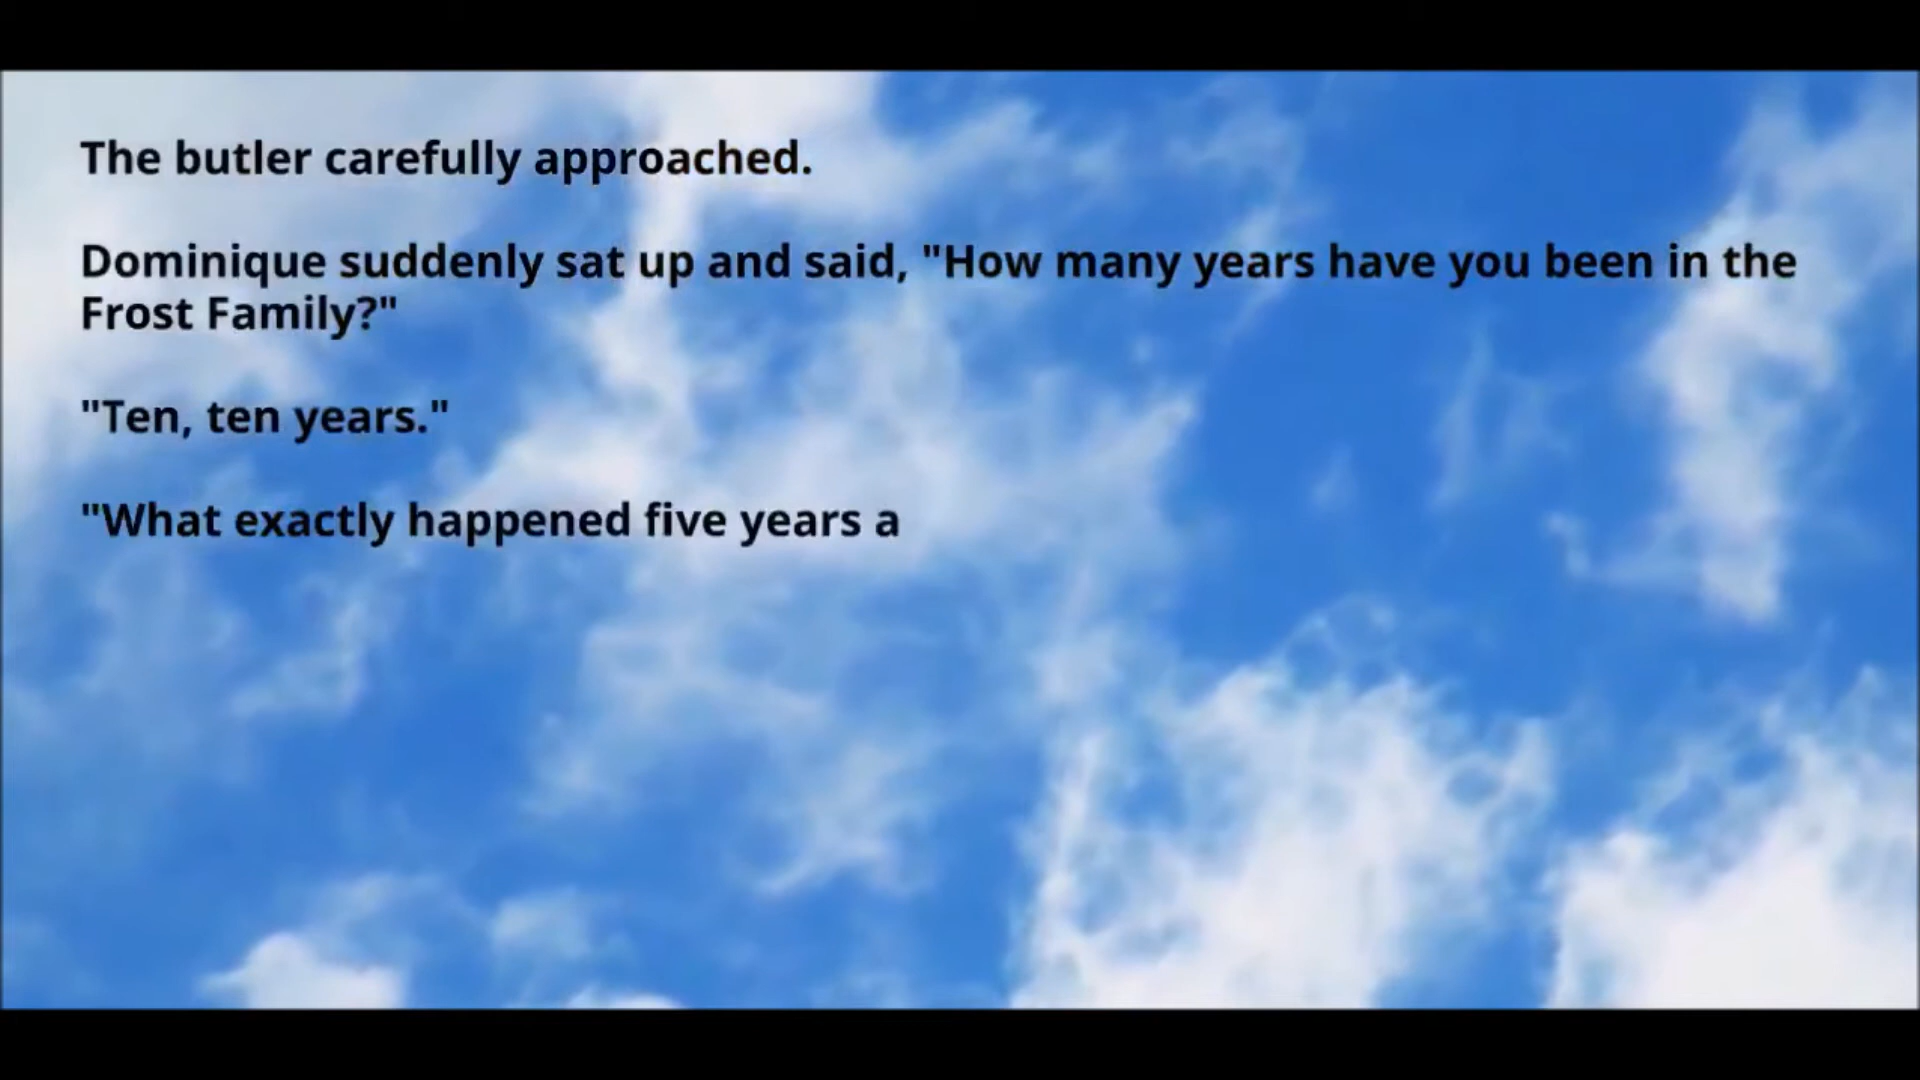 The butler carefully approached.
Dominique suddenly sat up and said, "How many years have you been in the
Frost Family?"
"Ten, ten years."
"What exactly happened five years a